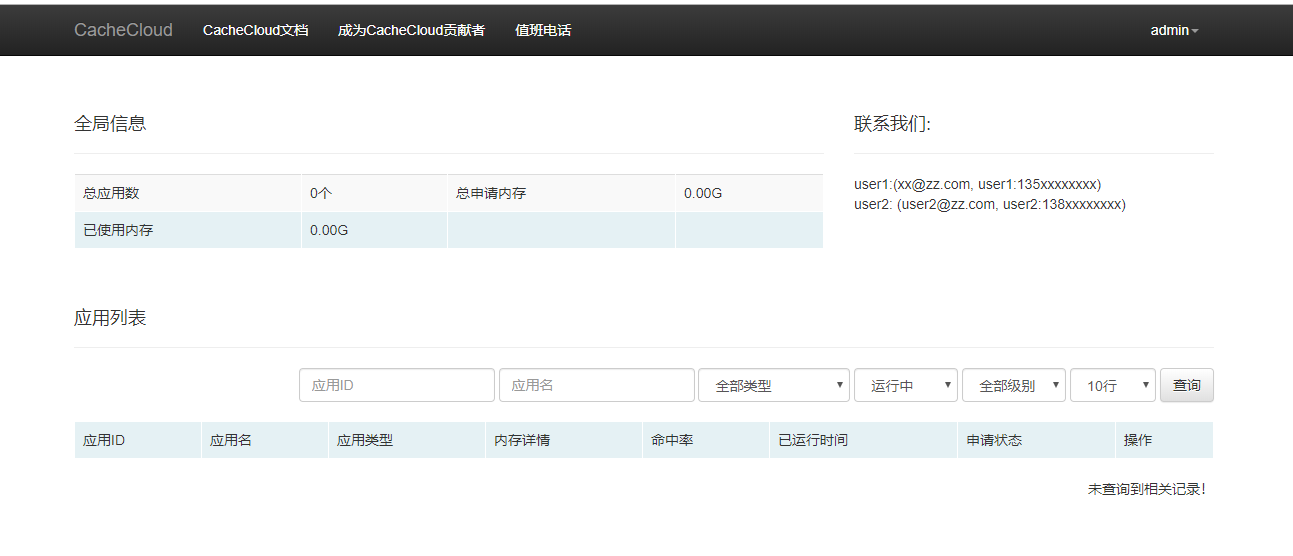 CacheCloud CacheCloud文档 成为CacheCloud贡献者 值班电话 admin
全局信息
总应用数 0个 总申请内存 0.00G
已使用内存 0.00G
联系我们:
user1:(xx@zz.com, user1:135xxxxxxxx)
user2: (user2@zz.com, user2:138xxxxxxxx)
应用列表
应用ID 应用名 全部类型 运行中 全部级别 10行 查询
应用ID 应用名 应用类型 内存详情 命中率 已运行时间 申请状态 操作
未查询到相关记录!